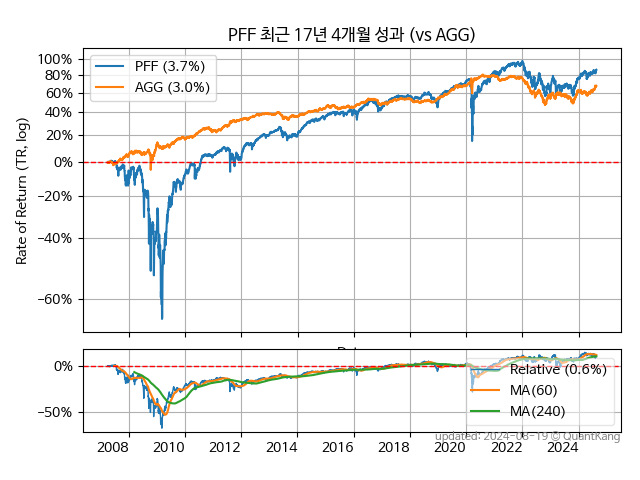 PFF 최근 17년 4개월 성과 (vs AGG)
Rate of Return (TR, log)
100%
80%
60%
40%
20%
0%
−20%
−40%
−60%
PFF (3.7%)
AGG (3.0%)
0%
−50%
Relative (0.6%)
MA(60)
MA(240)
2008 2010 2012 2014 2016 2018 2020 2022 2024
updated: 2024-08-19 © QuantKang